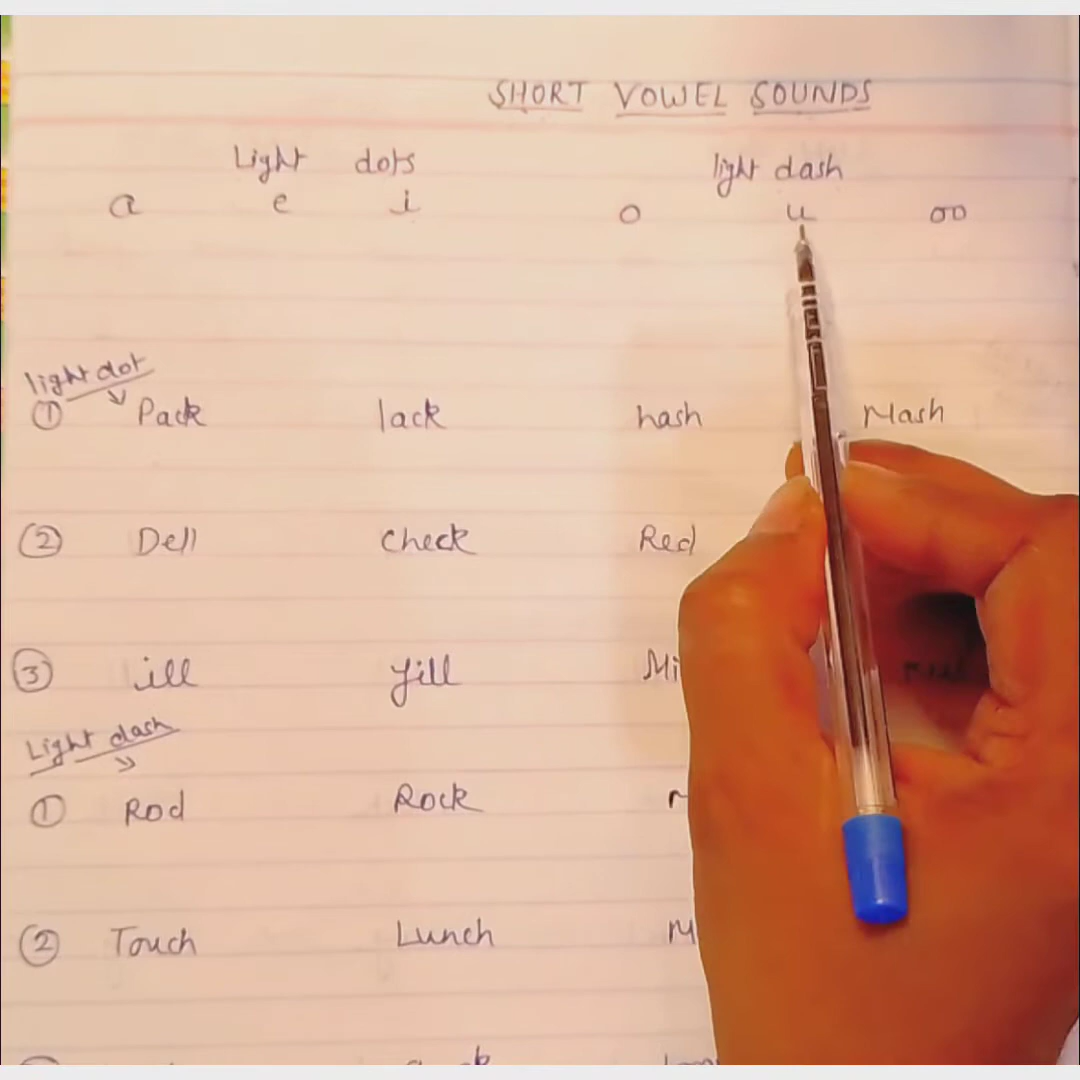 SHORT VOWEL SOUNDS
Light dots light dash
a e i o u oo
light dot
① Pack lack hash Mash
② Dell Check Red
③ ill Jill
Light dash
① Rod Rock
② Touch Lunch